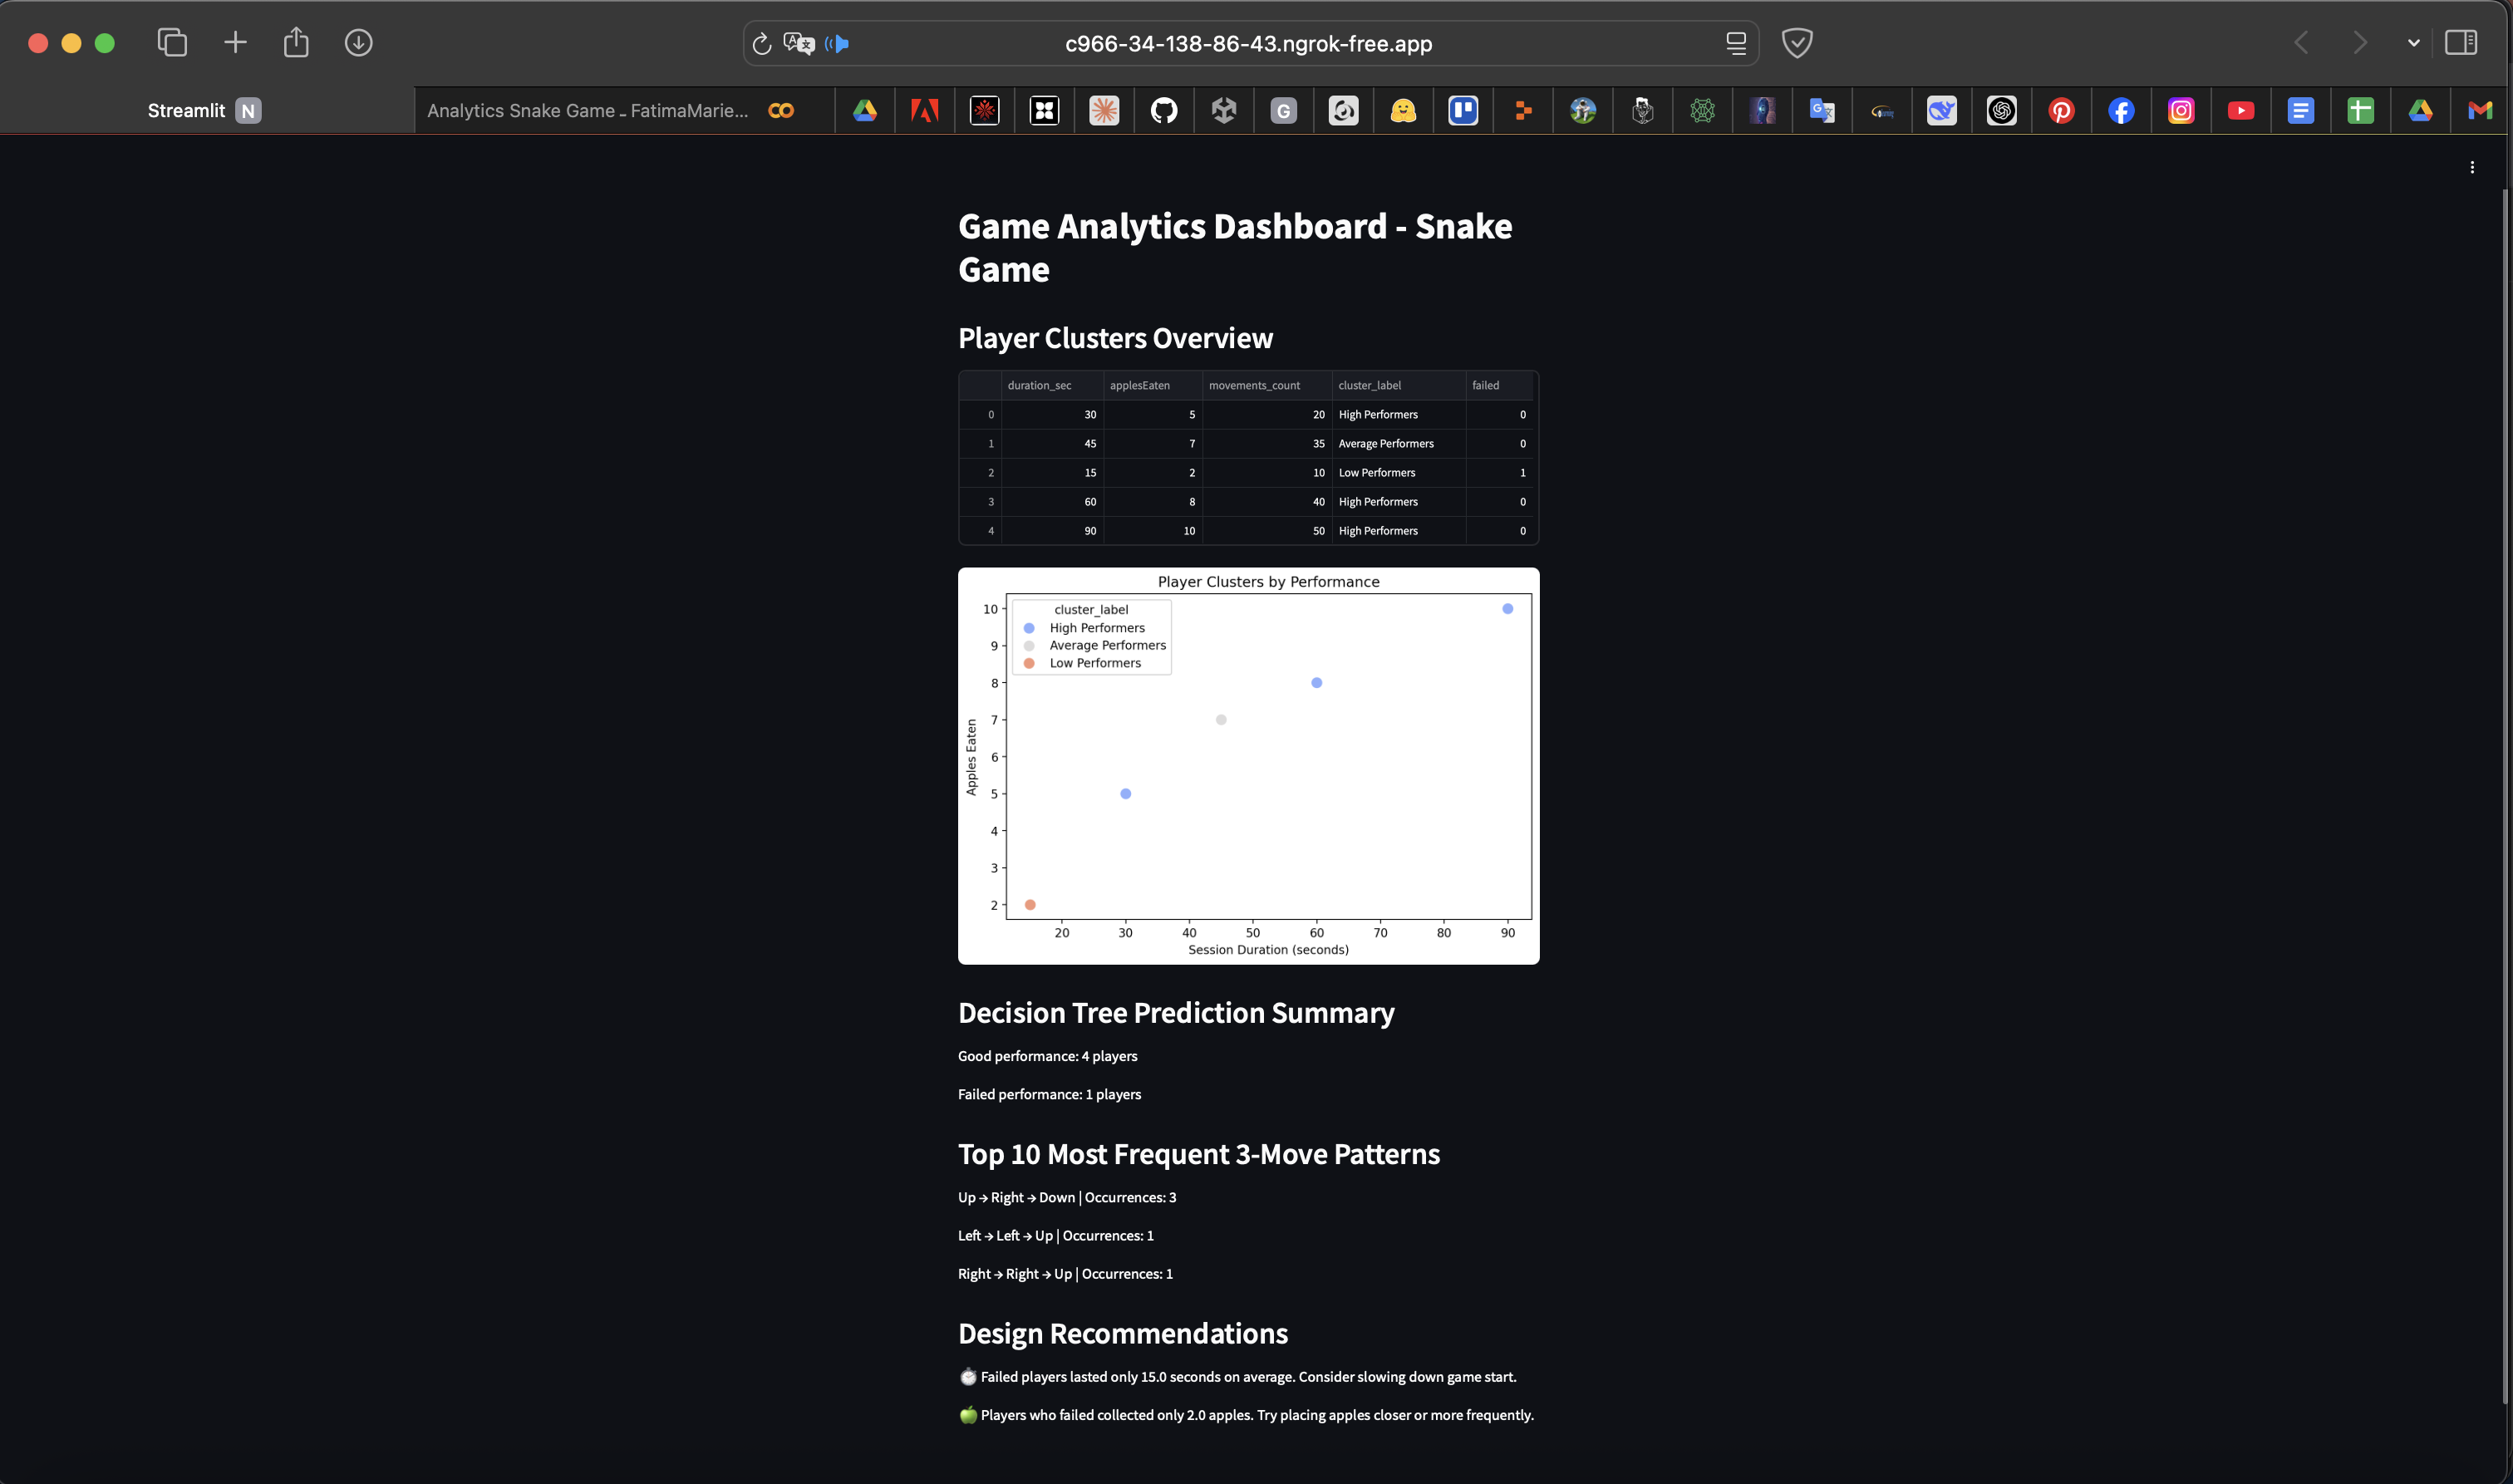 c966-34-138-86-43.ngrok-free.app
Streamlit N
Analytics Snake Game - FatimaMarie...
G
Game Analytics Dashboard - Snake
Game
Player Clusters Overview
duration_sec applesEaten movements_count cluster_label failed
0 30 5 20 High Performers 0
1 45 7 35 Average Performers 0
2 15 2 10 Low Performers 1
3 60 8 40 High Performers 0
4 90 10 50 High Performers 0
Player Clusters by Performance
cluster_label
High Performers
Average Performers
Low Performers
10
9
8
7
6
5
4
3
2
Apples Eaten
20 30 40 50 60 70 80 90
Session Duration (seconds)
Decision Tree Prediction Summary
Good performance: 4 players
Failed performance: 1 players
Top 10 Most Frequent 3-Move Patterns
Up → Right → Down | Occurrences: 3
Left → Left → Up | Occurrences: 1
Right → Right → Up | Occurrences: 1
Design Recommendations
⏱️ Failed players lasted only 15.0 seconds on average. Consider slowing down game start.
🍏 Players who failed collected only 2.0 apples. Try placing apples closer or more frequently.